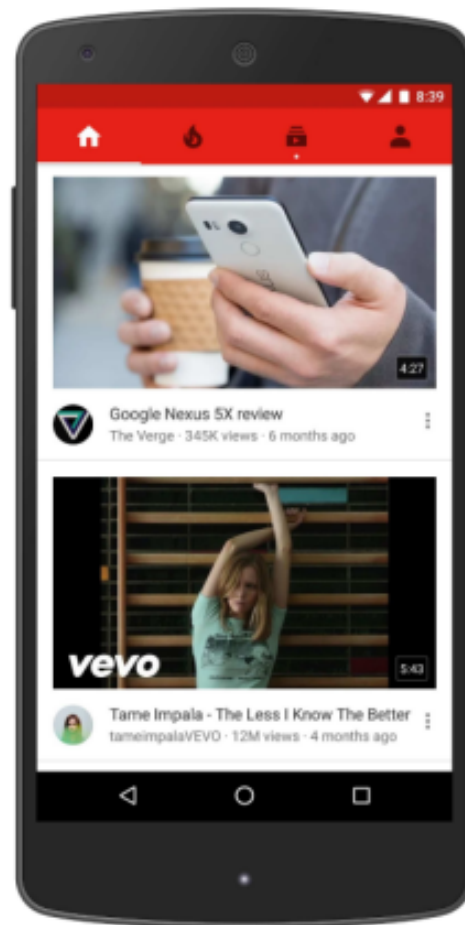 8:39
4:27
Google Nexus 5X review
The Verge · 345K views · 6 months ago
vevo
5:43
Tame Impala - The Less I Know The Better
tameimpalaVEVO · 12M views · 4 months ago